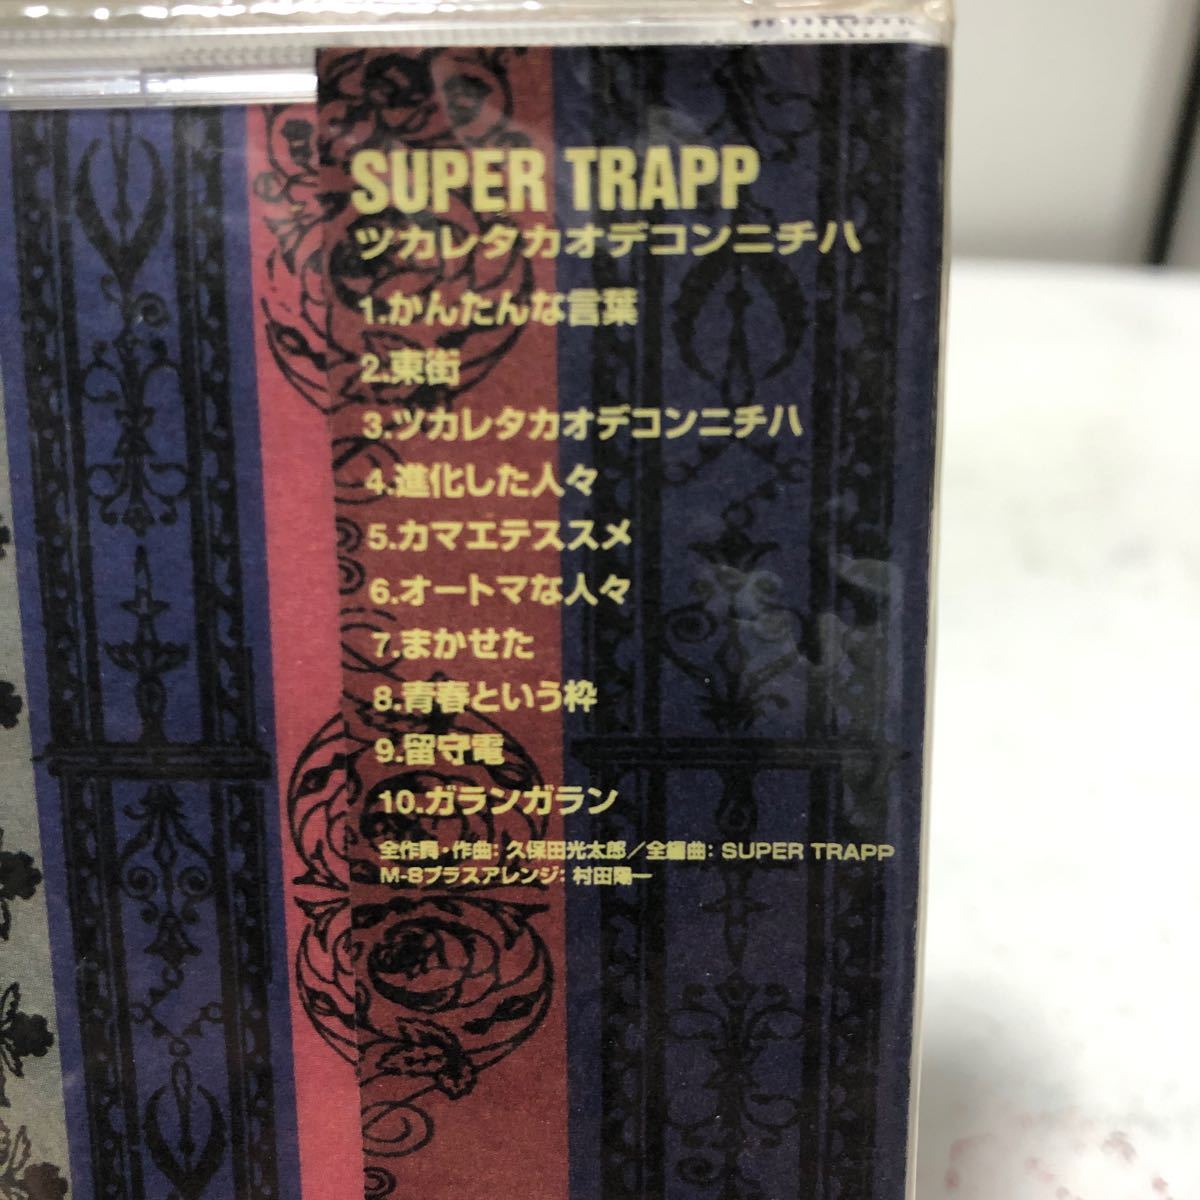 SUPER TRAPP
ツカレタカオデコンニチハ
1.かんたんな言葉
2.東街
3.ツカレタカオデコンニチハ
4.進化した人々
5.カマエテススメ
6.オートマな人々
7.まかせた
8.青春という枠
9.留守電
10.ガランガラン
全作詞・作曲: 久保田光太郎／全編曲: SUPER TRAPP
M-8ブラスアレンジ: 村田陽一